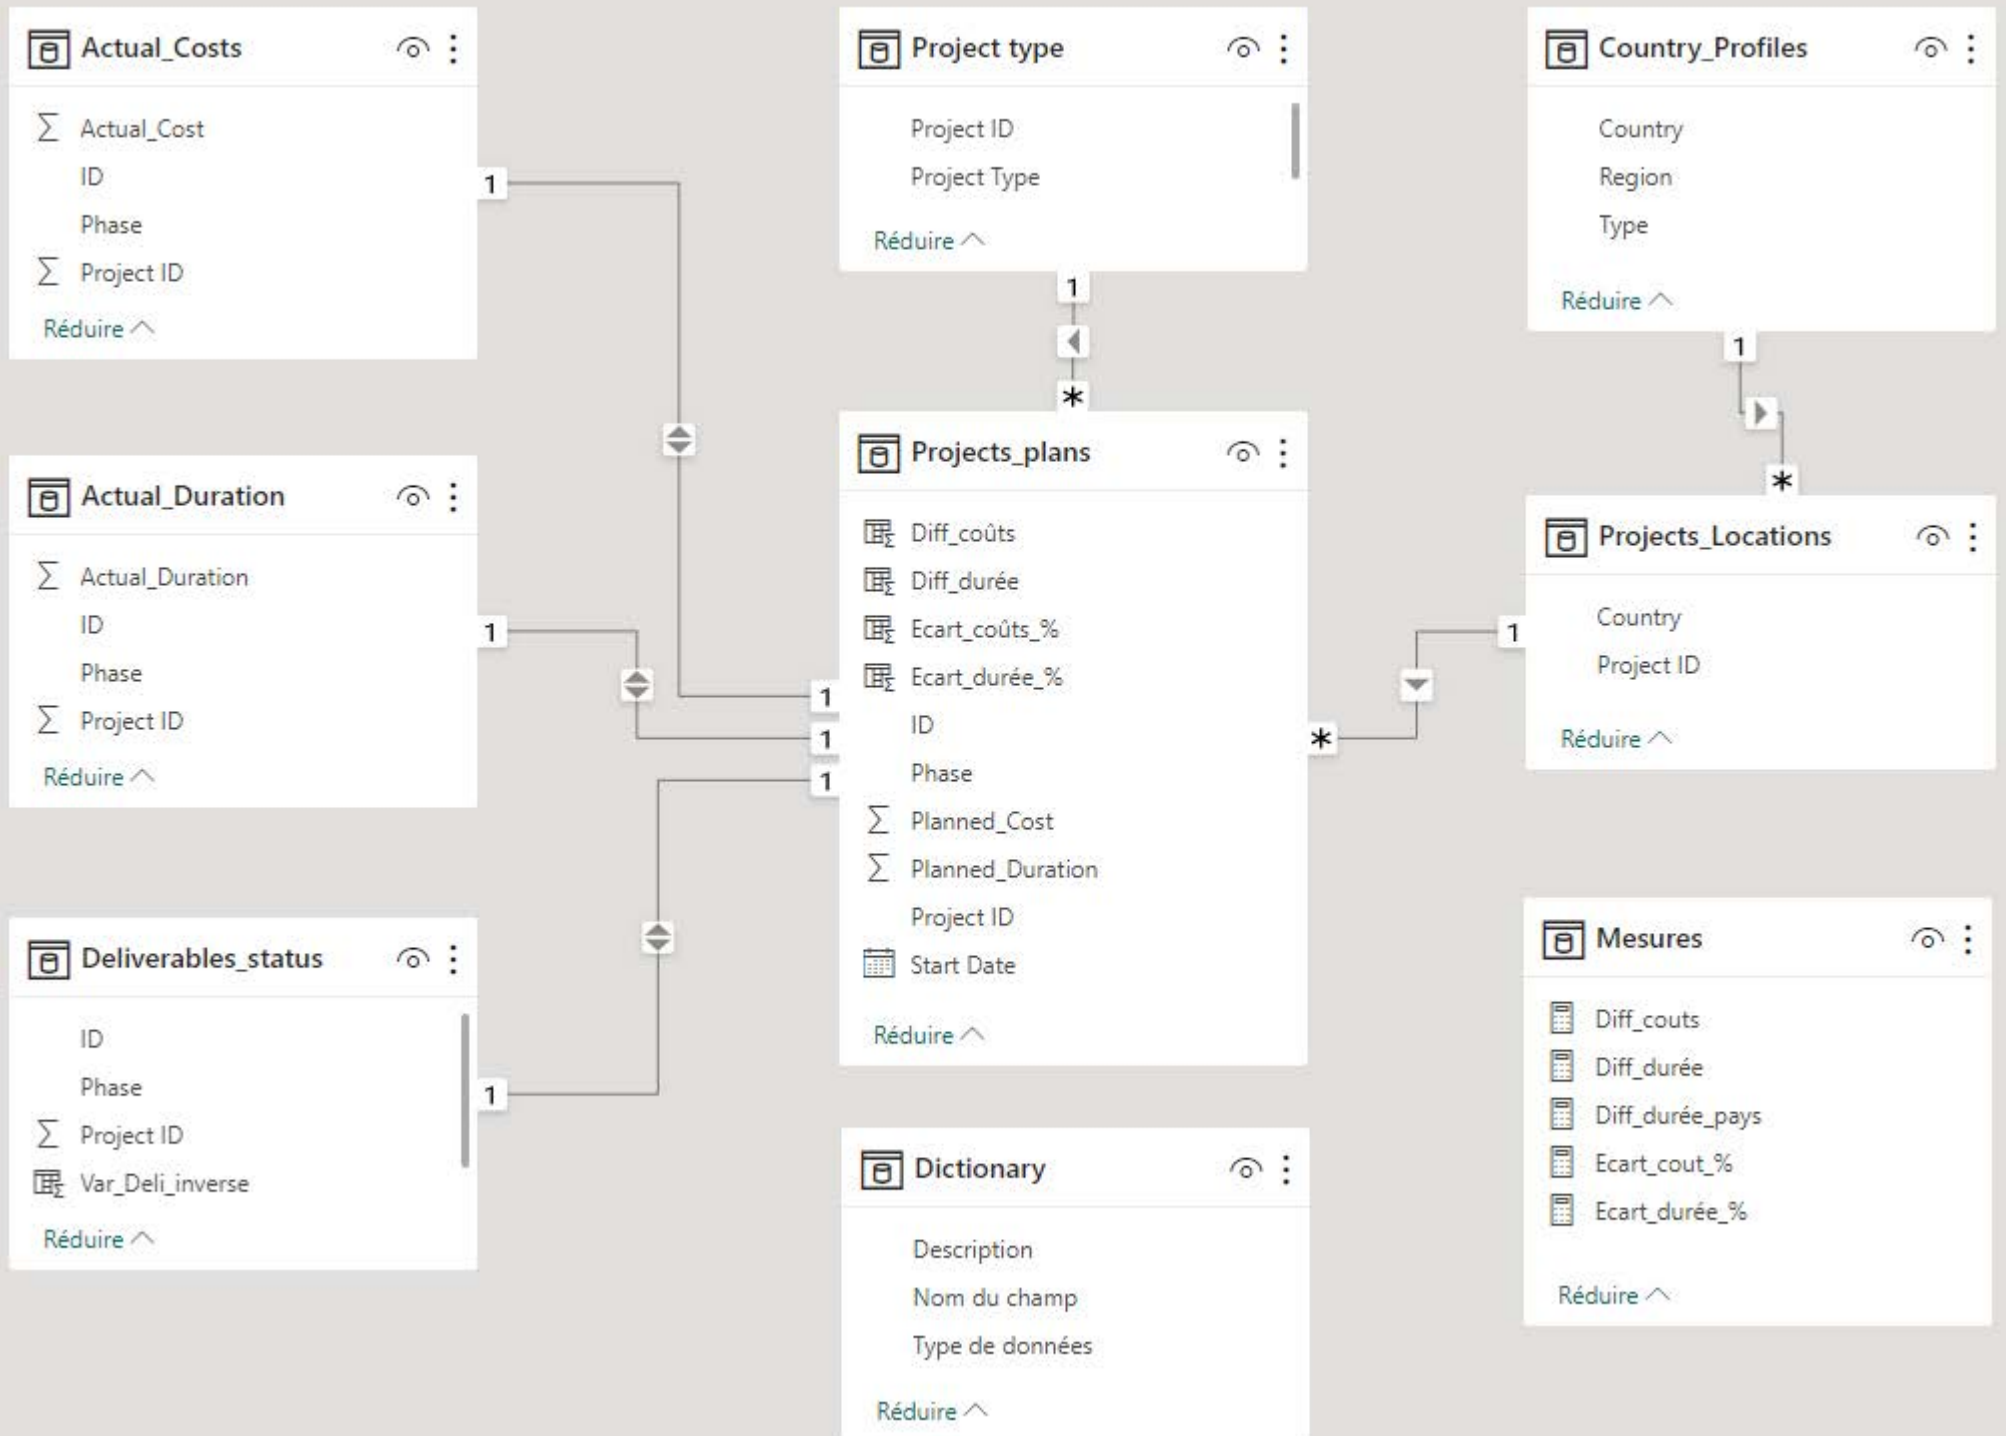 Actual_Costs
Actual_Cost
ID
Phase
Project ID
Réduire
Project type
Project ID
Project Type
Réduire
Country_Profiles
Country
Region
Type
Réduire
1
1
1
*
*
Actual_Duration
Actual_Duration
ID
Phase
Project ID
Réduire
1
Projects_plans
Diff_coûts
Diff_durée
Ecart_coûts_%
Ecart_durée_%
ID
Phase
Planned_Cost
Planned_Duration
Project ID
Start Date
Réduire
1
1
1
*
1
Projects_Locations
Country
Project ID
Réduire
Deliverables_status
ID
Phase
Project ID
Var_Deli_inverse
Réduire
1
Dictionary
Description
Nom du champ
Type de données
Réduire
Mesures
Diff_couts
Diff_durée
Diff_durée_pays
Ecart_cout_%
Ecart_durée_%
Réduire